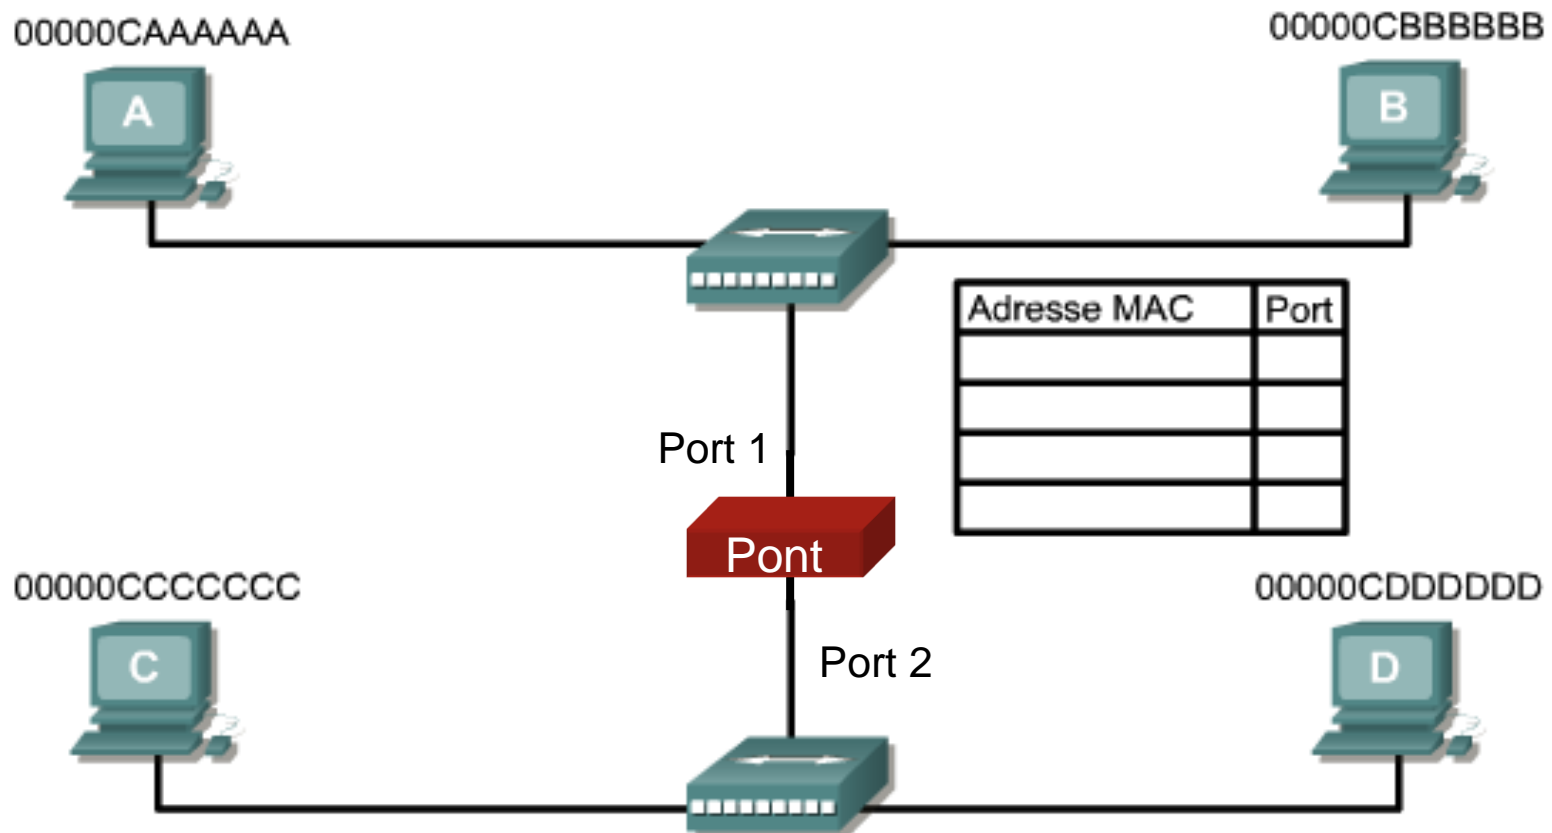 00000CAAAAAA
00000CBBBBBB
A
B
Adresse MAC Port
Port 1
Pont
00000CCCCCCC
00000CDDDDDD
C
Port 2
D